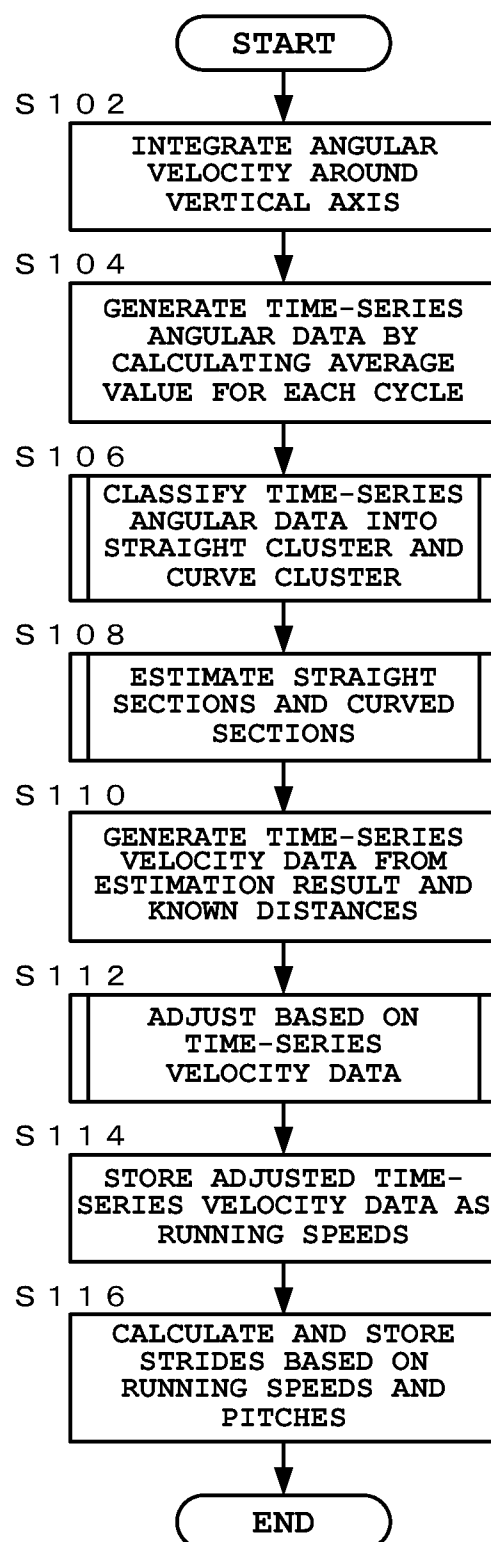 START
S102
INTEGRATE ANGULAR
VELOCITY AROUND
VERTICAL AXIS
S104
GENERATE TIME-SERIES
ANGULAR DATA BY
CALCULATING AVERAGE
VALUE FOR EACH CYCLE
S106
CLASSIFY TIME-SERIES
ANGULAR DATA INTO
STRAIGHT CLUSTER AND
CURVE CLUSTER
S108
ESTIMATE STRAIGHT
SECTIONS AND CURVED
SECTIONS
S110
GENERATE TIME-SERIES
VELOCITY DATA FROM
ESTIMATION RESULT AND
KNOWN DISTANCES
S112
ADJUST BASED ON
TIME-SERIES
VELOCITY DATA
S114
STORE ADJUSTED TIME-
SERIES VELOCITY DATA AS
RUNNING SPEEDS
S116
CALCULATE AND STORE
STRIDES BASED ON
RUNNING SPEEDS AND
PITCHES
END